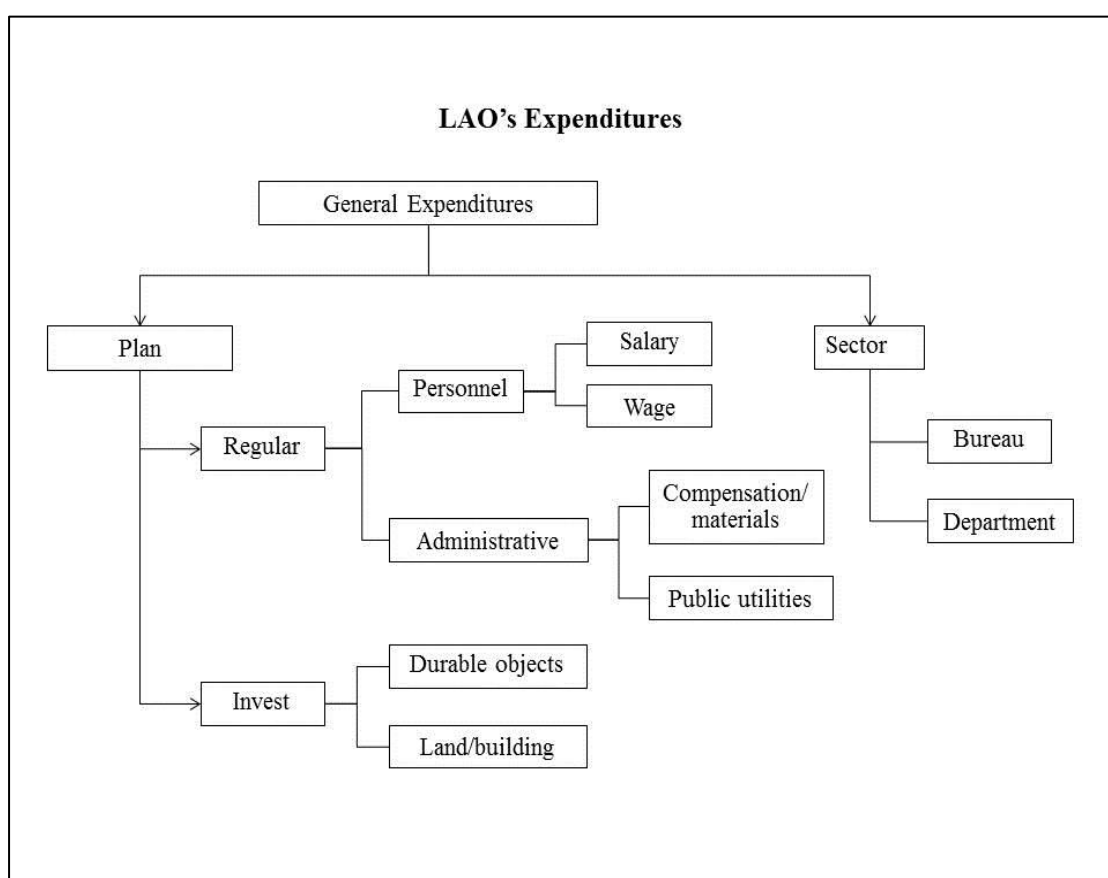 LAO’s Expenditures
General Expenditures
Plan
Sector
Regular
Personnel
Salary
Wage
Administrative
Compensation/
materials
Public utilities
Invest
Durable objects
Land/building
Bureau
Department